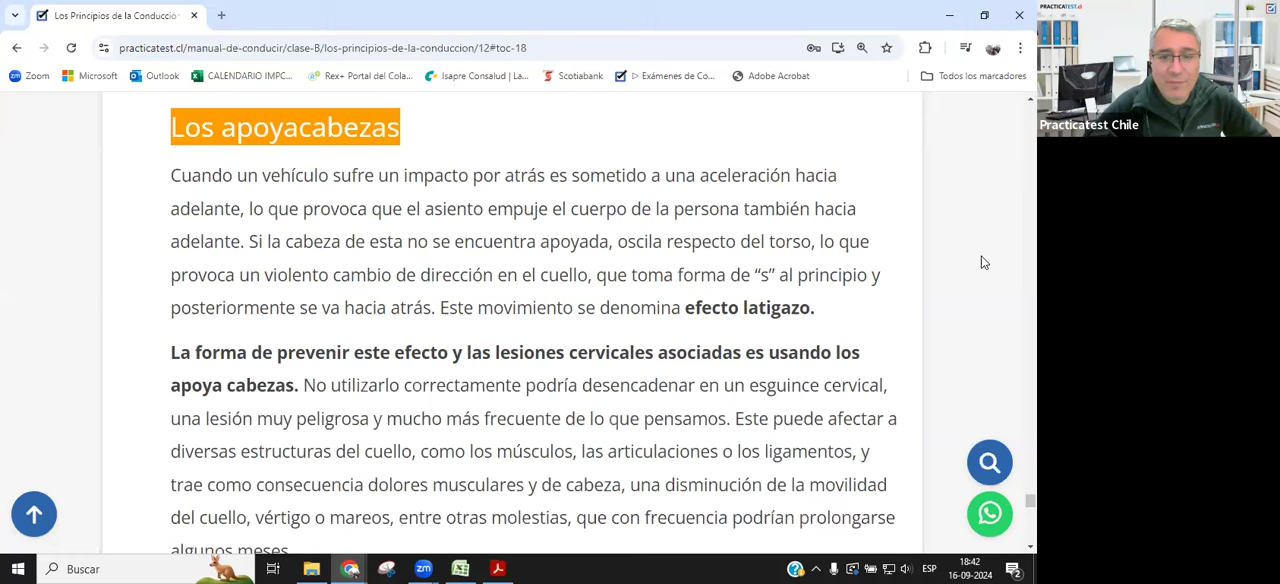 Los Principios de la Conducción
practicatest.cl/manual-de-conducir/clase-B/los-principios-de-la-conduccion/12#toc-18
Zoom
Microsoft
Outlook
CALENDARIO IMPC...
Rex+ - Portal del Cola...
Isapre Consalud | La...
Scotiabank
▷ Exámenes de Co...
Adobe Acrobat
Todos los marcadores
PRACTICATEST.cl
Practicatest Chile
Los apoyacabezas
Cuando un vehículo sufre un impacto por atrás es sometido a una aceleración hacia
adelante, lo que provoca que el asiento empuje el cuerpo de la persona también hacia
adelante. Si la cabeza de esta no se encuentra apoyada, oscila respecto del torso, lo que
provoca un violento cambio de dirección en el cuello, que toma forma de “s” al principio y
posteriormente se va hacia atrás. Este movimiento se denomina efecto latigazo.
La forma de prevenir este efecto y las lesiones cervicales asociadas es usando los
apoya cabezas. No utilizarlo correctamente podría desencadenar en un esguince cervical,
una lesión muy peligrosa y mucho más frecuente de lo que pensamos. Este puede afectar a
diversas estructuras del cuello, como los músculos, las articulaciones o los ligamentos, y
trae como consecuencia dolores musculares y de cabeza, una disminución de la movilidad
del cuello, vértigo o mareos, entre otras molestias, que con frecuencia podrían prolongarse
algunos meses.
Buscar
ESP
18:42
16-09-2024
2